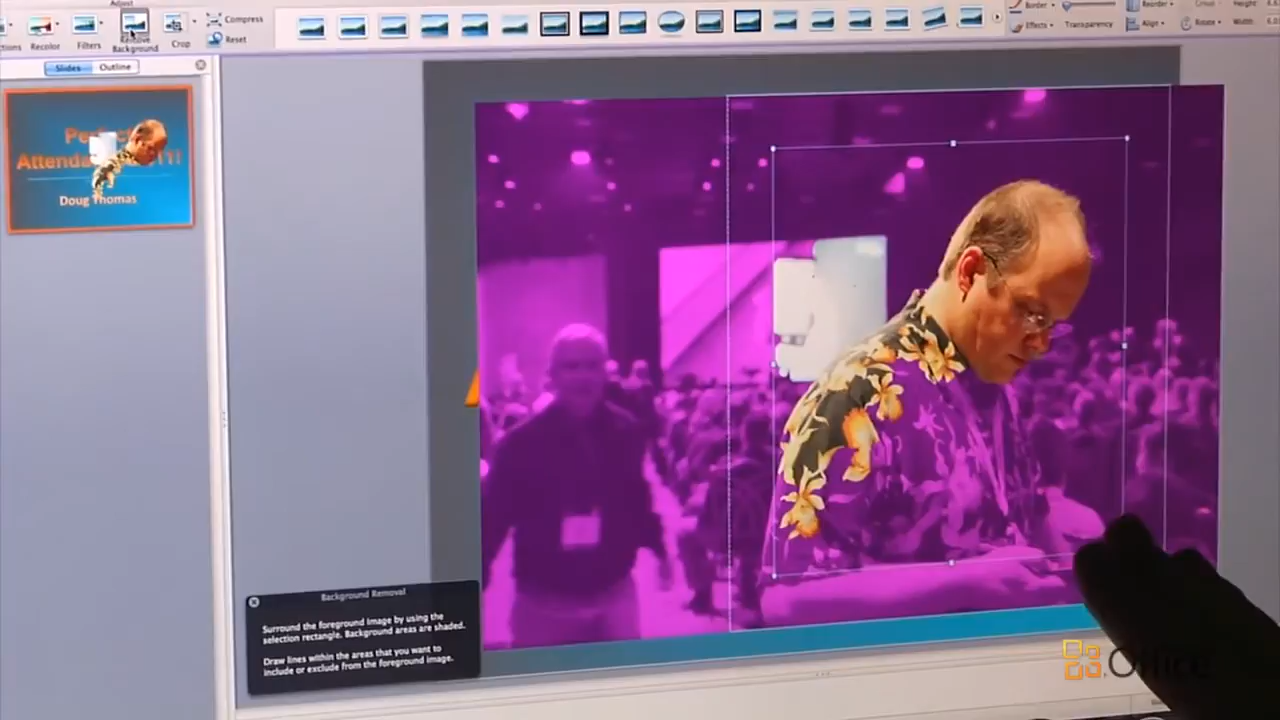 Adjust
Recolor
Filters
Remove
Background
Crop
Compress
Reset
Border
Effects
Transparency
Reorder
Align
Rotate
Height:
Width:
Slides
Outline
Doug Thomas
Background Removal
Surround the foreground image by using the
selection rectangle. Background areas are shaded.
Draw lines within the areas that you want to
include or exclude from the foreground image.
Office